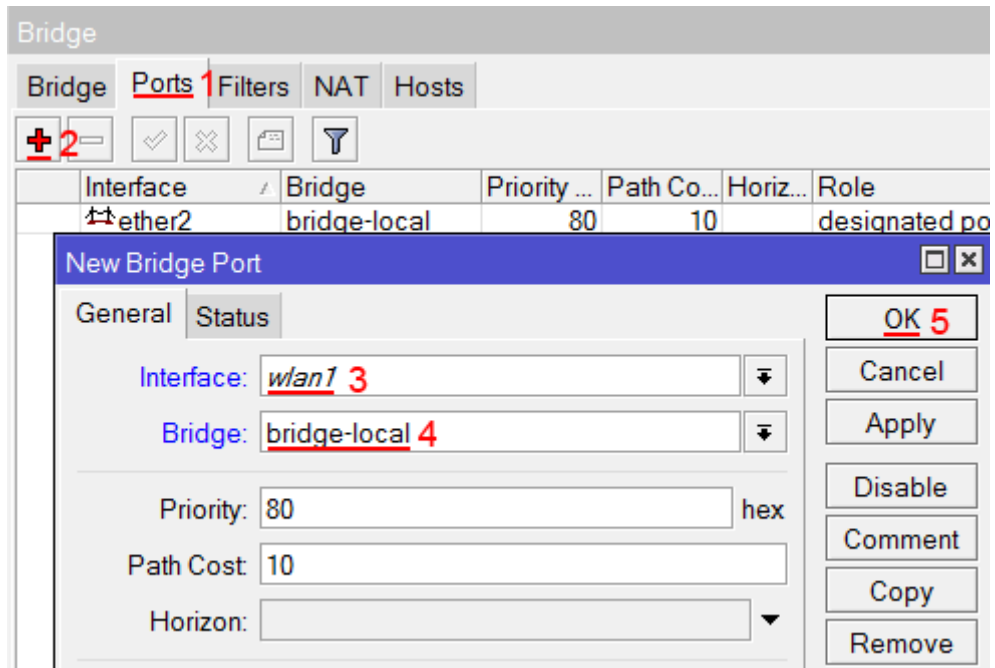 Bridge
Bridge Ports 1 Filters NAT Hosts
2
Interface Bridge Priority ... Path Co... Horiz... Role
ether2 bridge-local 80 10 designated po
New Bridge Port
General Status
OK 5
Interface: wlan1 3
Cancel
Bridge: bridge-local 4
Apply
Priority: 80 hex
Disable
Path Cost: 10
Comment
Horizon:
Copy
Remove